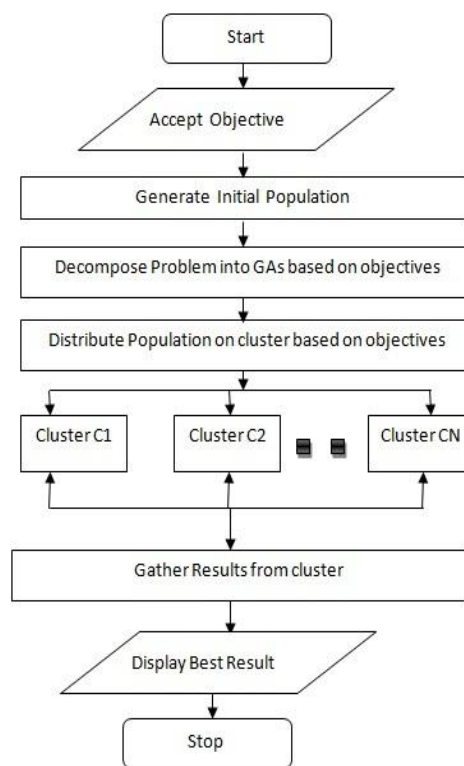 Start
Accept Objective
Generate Initial Population
Decompose Problem into GAs based on objectives
Distribute Population on cluster based on objectives
Cluster C1
Cluster C2
Cluster CN
Gather Results from cluster
Display Best Result
Stop